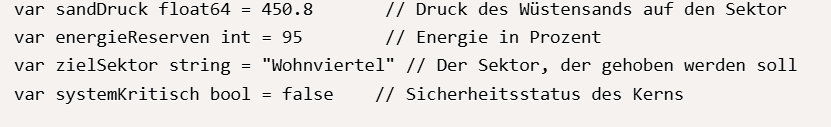 var sandDruck float64 = 450.8       // Druck des Wüstensands auf den Sektor
var energieReserven int = 95        // Energie in Prozent
var zielSektor string = "Wohnviertel" // Der Sektor, der gehoben werden soll
var systemKritisch bool = false    // Sicherheitsstatus des Kerns